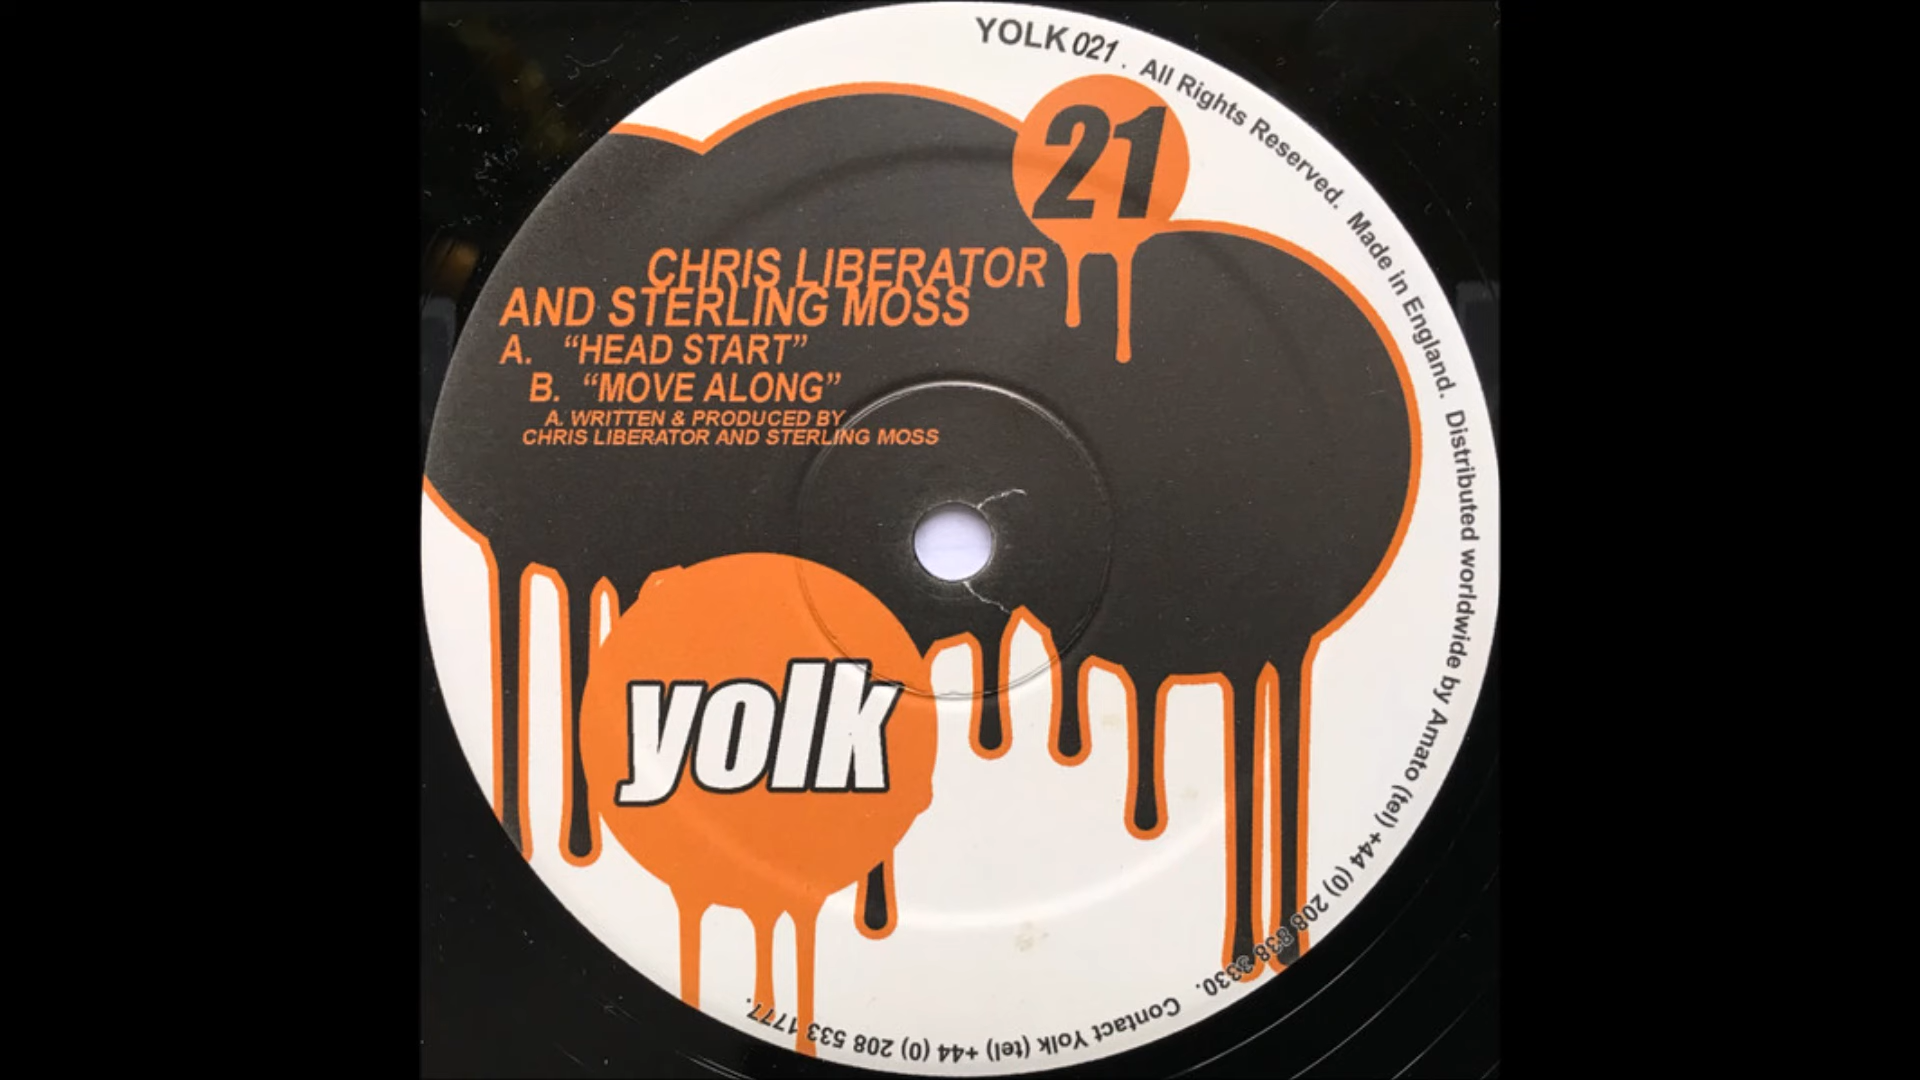 YOLK 021 . All Rights Reserved. Made in England. Distributed worldwide by Amato (tel) +44 (0) 208 838 3330. Contact Yolk (tel) +44 (0) 208 533 1777.
21
CHRIS LIBERATOR
AND STERLING MOSS
A. “HEAD START”
B. “MOVE ALONG”
A. WRITTEN & PRODUCED BY
CHRIS LIBERATOR AND STERLING MOSS
yolk